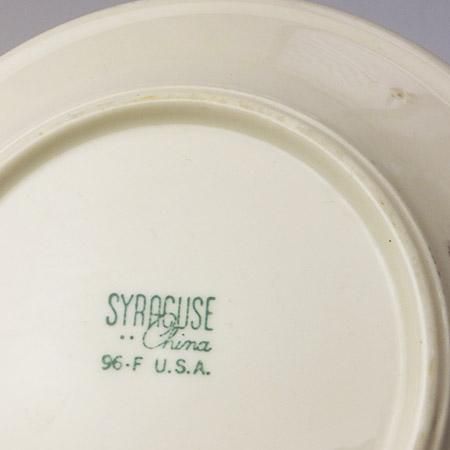 SYRACUSE
·· China
96-F U.S.A.